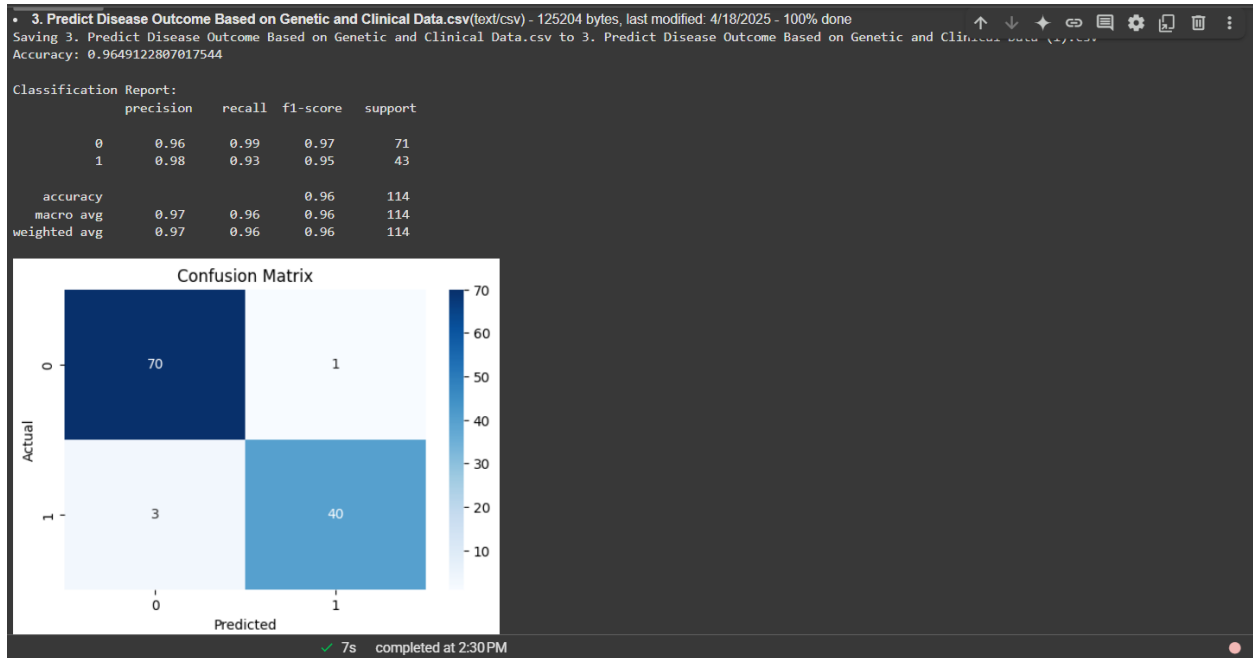 3. Predict Disease Outcome Based on Genetic and Clinical Data.csv(text/csv) - 125204 bytes, last modified: 4/18/2025 - 100% done
Saving 3. Predict Disease Outcome Based on Genetic and Clinical Data.csv to 3. Predict Disease Outcome Based on Genetic and Clinical Data (1).csv
Accuracy: 0.9649122807017544
Classification Report:
precision recall f1-score support
0 0.96 0.99 0.97 71
1 0.98 0.93 0.95 43
accuracy 0.96 114
macro avg 0.97 0.96 0.96 114
weighted avg 0.97 0.96 0.96 114
Confusion Matrix
70
60
50
40
30
20
10
Actual
0
70 1
1
3 40
0 1
Predicted
7s completed at 2:30 PM